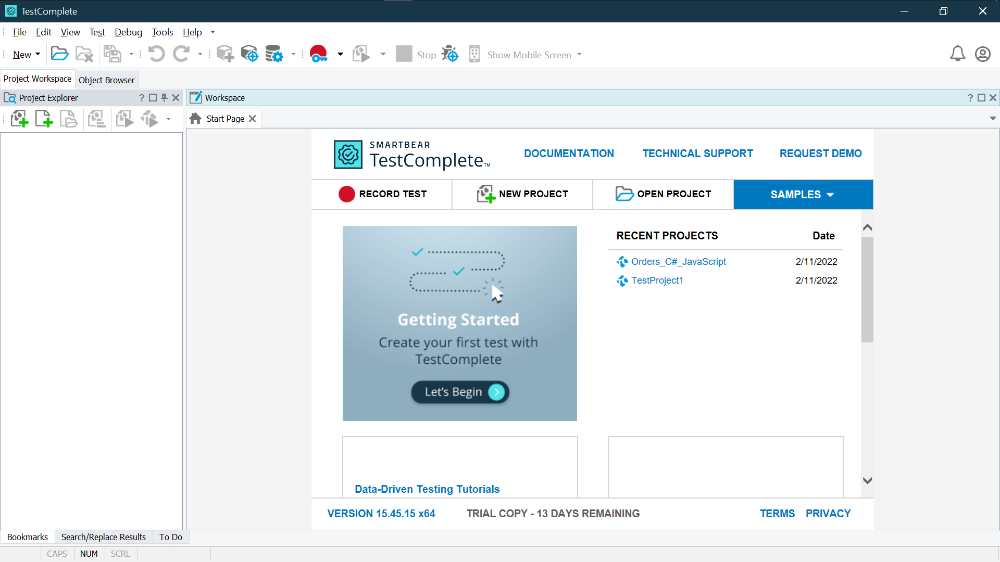 TestComplete
File Edit View Test Debug Tools Help
New Stop Show Mobile Screen
Project Workspace Object Browser
Project Explorer ? Workspace ?
Start Page
SMARTBEAR
TestComplete™ DOCUMENTATION TECHNICAL SUPPORT REQUEST DEMO
RECORD TEST NEW PROJECT OPEN PROJECT SAMPLES
RECENT PROJECTS Date
Orders_C#_JavaScript 2/11/2022
TestProject1 2/11/2022
Getting Started
Create your first test with
TestComplete
Let's Begin
Data-Driven Testing Tutorials
VERSION 15.45.15 x64 TRIAL COPY - 13 DAYS REMAINING TERMS PRIVACY
Bookmarks Search/Replace Results To Do
CAPS NUM SCRL